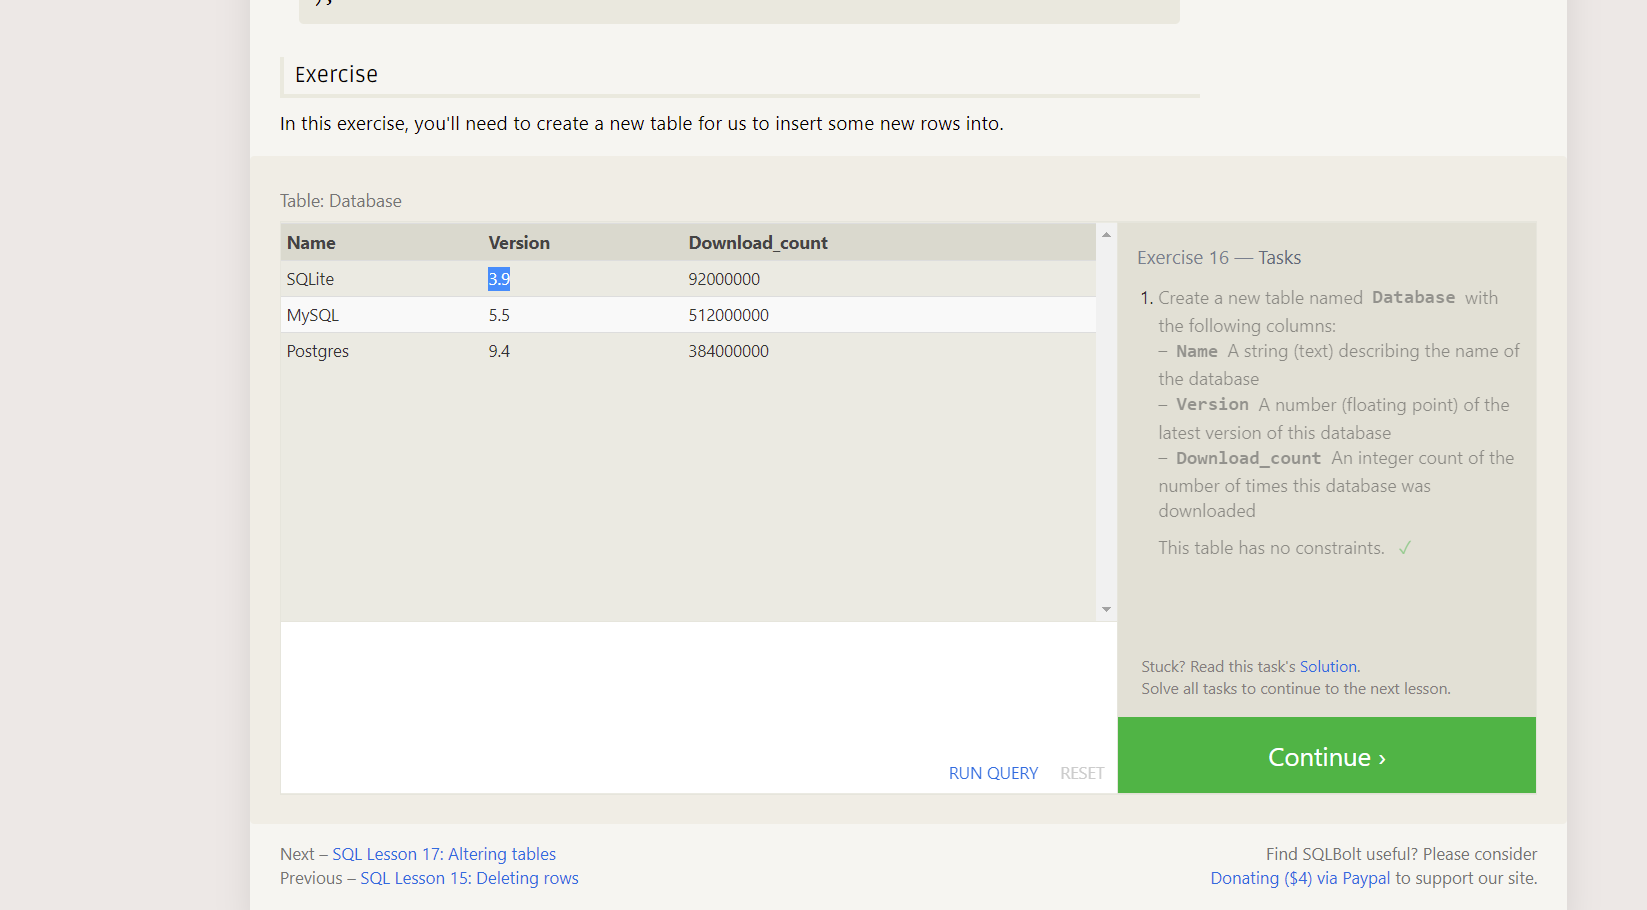 );
Exercise
In this exercise, you'll need to create a new table for us to insert some new rows into.
Table: Database
Name Version Download_count
SQLite 3.9 92000000
MySQL 5.5 512000000
Postgres 9.4 384000000
RUN QUERY RESET
Exercise 16 — Tasks
1. Create a new table named Database with
the following columns:
– Name A string (text) describing the name of
the database
– Version A number (floating point) of the
latest version of this database
– Download_count An integer count of the
number of times this database was
downloaded
This table has no constraints. ✓
Stuck? Read this task's Solution.
Solve all tasks to continue to the next lesson.
Continue ›
Next – SQL Lesson 17: Altering tables
Previous – SQL Lesson 15: Deleting rows
Find SQLBolt useful? Please consider
Donating ($4) via Paypal to support our site.